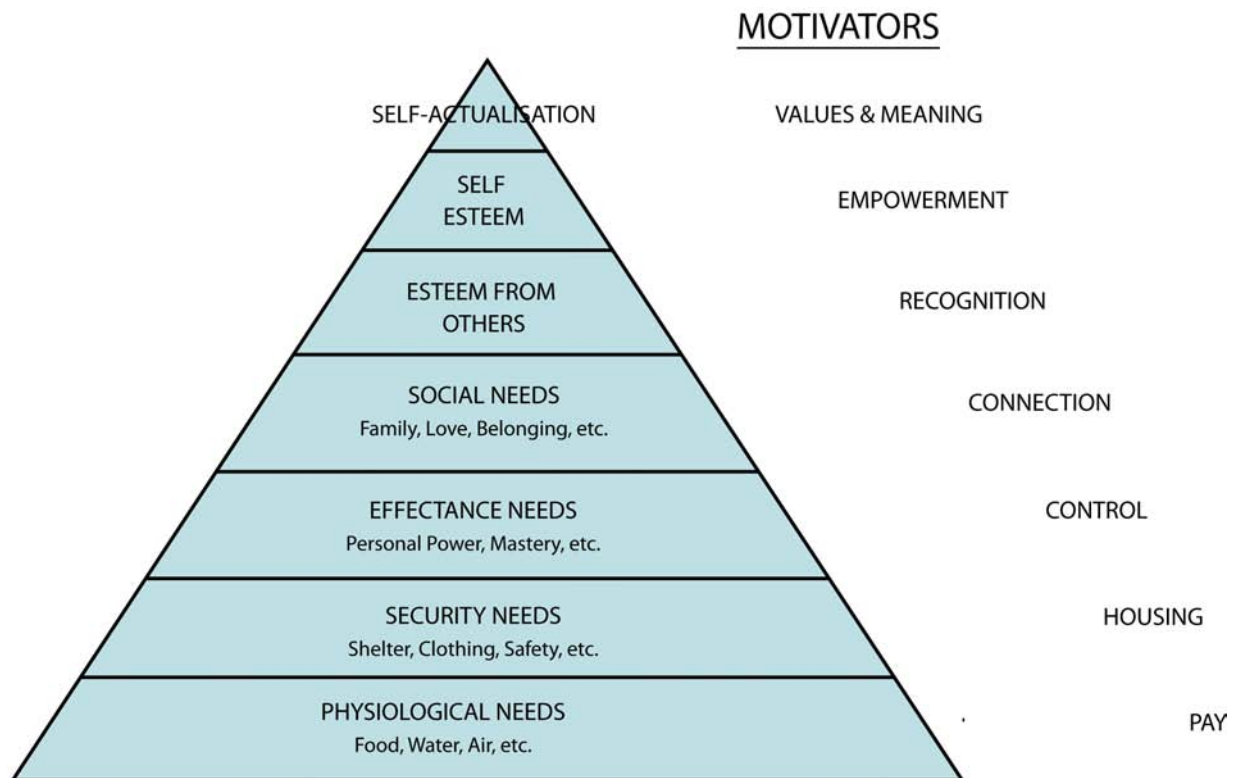 MOTIVATORS
SELF-ACTUALISATION
VALUES & MEANING
SELF
ESTEEM
EMPOWERMENT
ESTEEM FROM
OTHERS
RECOGNITION
SOCIAL NEEDS
Family, Love, Belonging, etc.
CONNECTION
EFFECTANCE NEEDS
Personal Power, Mastery, etc.
CONTROL
SECURITY NEEDS
Shelter, Clothing, Safety, etc.
HOUSING
PHYSIOLOGICAL NEEDS
Food, Water, Air, etc.
PAY